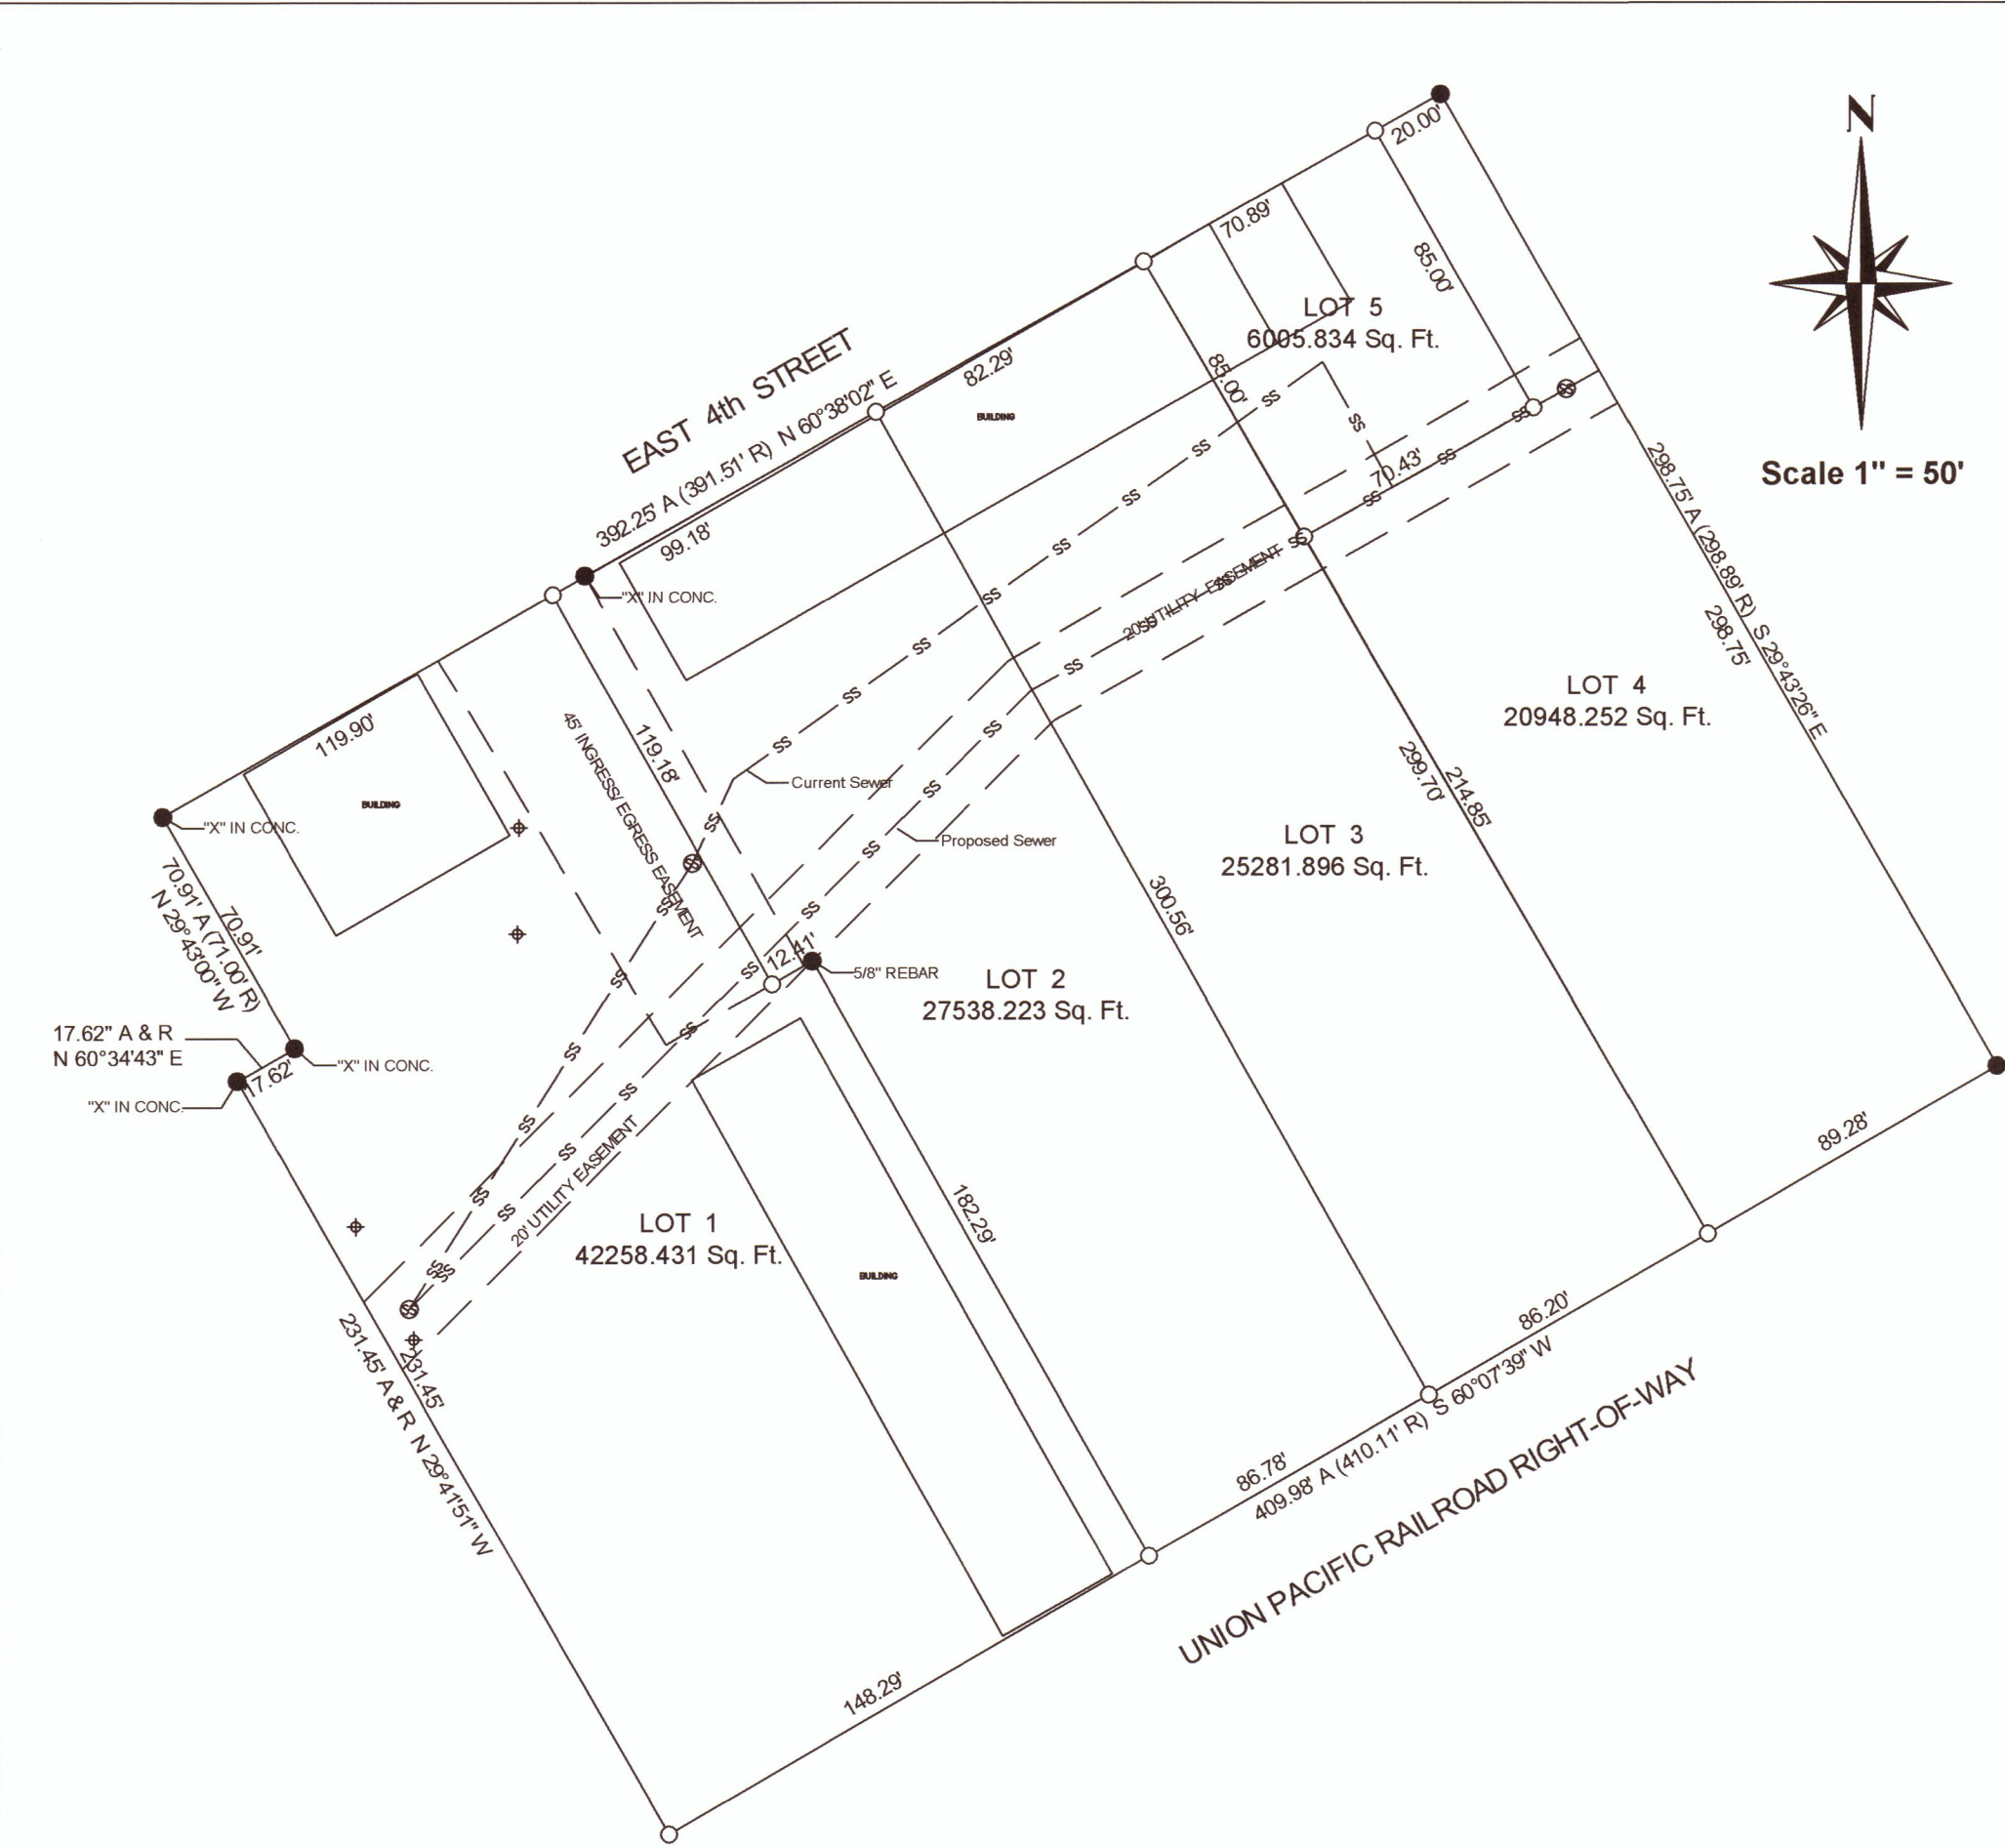 N
Scale 1" = 50'
20.00'
70.89'
85.00'
LOT 5
6005.834 Sq. Ft.
85.00'
EAST 4th STREET
392.25' A (391.51' R) N 60°38'02" E
82.29'
BUILDING
99.18'
"X" IN CONC.
70.43'
SS
20' UTILITY EASEMENT
298.75' A (298.89' R) S 29°43'26" E
298.75'
LOT 4
20948.252 Sq. Ft.
119.90'
BUILDING
"X" IN CONC.
45' INGRESS/ EGRESS EASEMENT
119.18'
Current Sewer
Proposed Sewer
299.70'
214.85'
LOT 3
25281.896 Sq. Ft.
70.91' A (71.00' R)
N 29°43'00" W
70.91'
300.56'
12.41'
5/8" REBAR
LOT 2
27538.223 Sq. Ft.
17.62" A & R
N 60°34'43" E
17.62'
"X" IN CONC.
"X" IN CONC.
20' UTILITY EASEMENT
LOT 1
42258.431 Sq. Ft.
BUILDING
182.29'
231.45' A & R N 29°41'51" W
231.45'
89.28'
86.20'
86.78'
409.98' A (410.11' R) S 60°07'39" W
148.29'
UNION PACIFIC RAILROAD RIGHT-OF-WAY